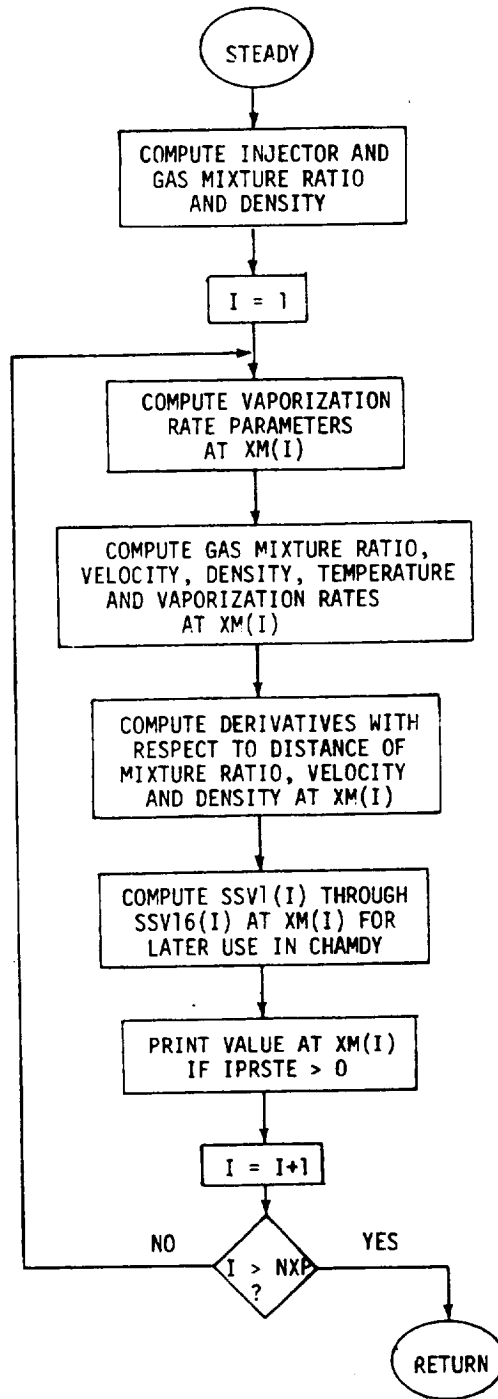 STEADY
COMPUTE INJECTOR AND
GAS MIXTURE RATIO
AND DENSITY
I = 1
COMPUTE VAPORIZATION
RATE PARAMETERS
AT XM(I)
COMPUTE GAS MIXTURE RATIO,
VELOCITY, DENSITY, TEMPERATURE
AND VAPORIZATION RATES
AT XM(I)
COMPUTE DERIVATIVES WITH
RESPECT TO DISTANCE OF
MIXTURE RATIO, VELOCITY
AND DENSITY AT XM(I)
COMPUTE SSV1(I) THROUGH
SSV16(I) AT XM(I) FOR
LATER USE IN CHAMDY
PRINT VALUE AT XM(I)
IF IPRSTE > 0
I = I+1
NO
YES
I > NXP
?
RETURN